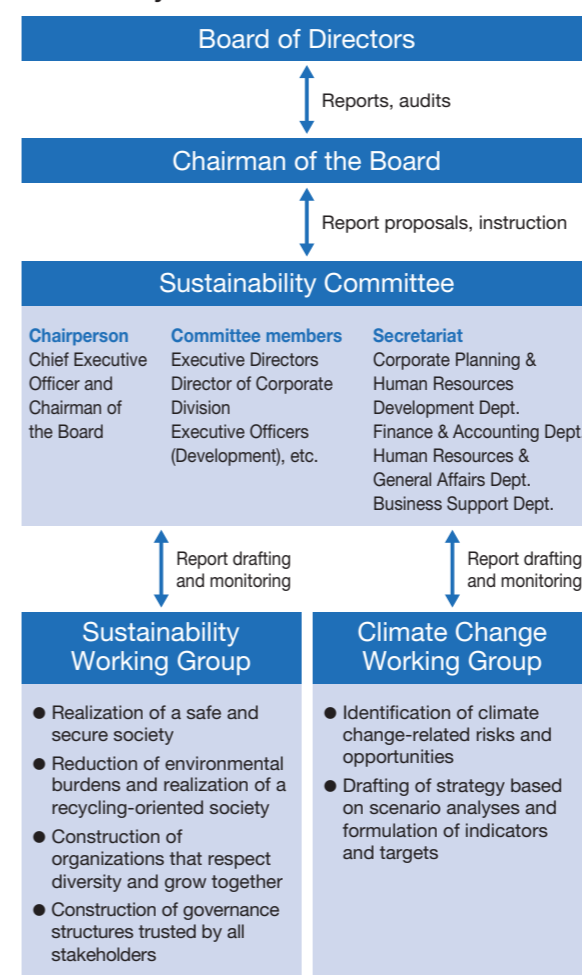 Board of Directors
Reports, audits
Chairman of the Board
Report proposals, instruction
Sustainability Committee
Chairperson
Chief Executive
Officer and
Chairman of
the Board
Committee members
Executive Directors
Director of Corporate
Division
Executive Officers
(Development), etc.
Secretariat
Corporate Planning &
Human Resources
Development Dept.
Finance & Accounting Dept
Human Resources &
General Affairs Dept.
Business Support Dept.
Report drafting
and monitoring
Report drafting
and monitoring
Sustainability
Working Group
● Realization of a safe and
secure society
● Reduction of environmental
burdens and realization of a
recycling-oriented society
● Construction of
organizations that respect
diversity and grow together
● Construction of governance
structures trusted by all
stakeholders
Climate Change
Working Group
● Identification of climate
change-related risks and
opportunities
● Drafting of strategy based
on scenario analyses and
formulation of indicators
and targets